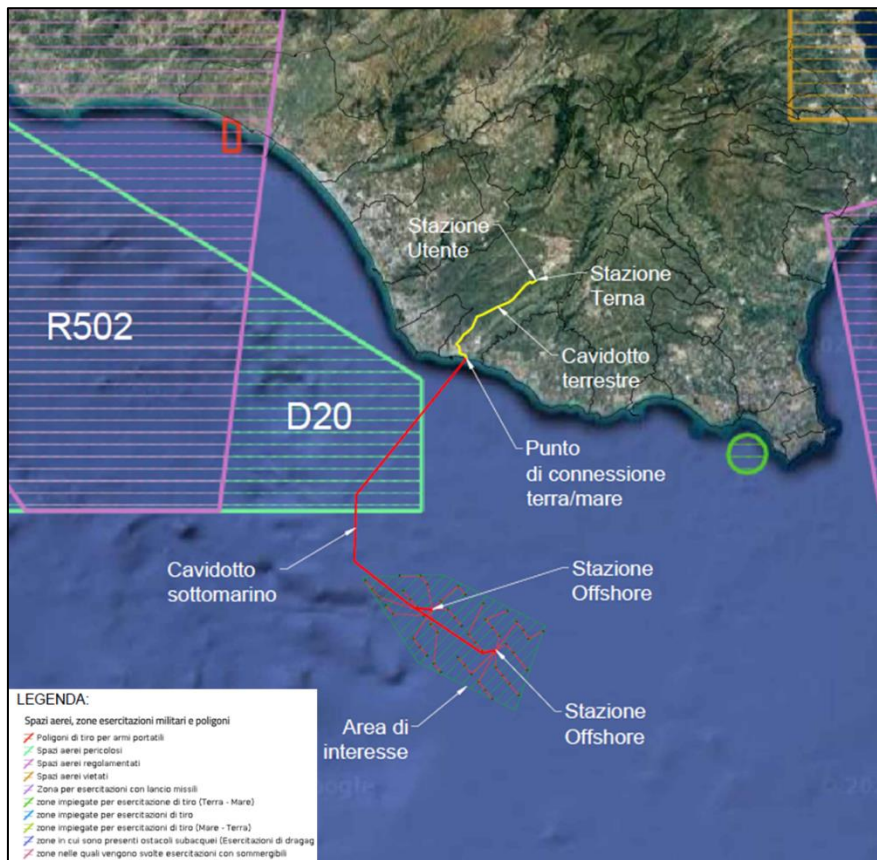 Stazione
Utente
Stazione
Terna
R502
Cavidotto
terrestre
D20
Punto
di connessione
terra/mare
Cavidotto
sottomarino
Stazione
Offshore
Area di
interesse
Stazione
Offshore
LEGENDA:
Spazi aerei, zone esercitazioni militari e poligoni
Poligoni di tiro per armi portatili
Spazi aerei pericolosi
Spazi aerei regolamentati
Spazi aerei vietati
Zona per esercitazioni con lancio missili
zone impiegate per esercitazione di tiro (Terra - Mare)
zone impiegate per esercitazioni di tiro
zone impiegate per esercitazioni di tiro (Mare - Terra)
zone in cui sono presenti ostacoli subacquei (Esercitazioni di dragag
zone nelle quali vengono svolte esercitazioni con sommergibili